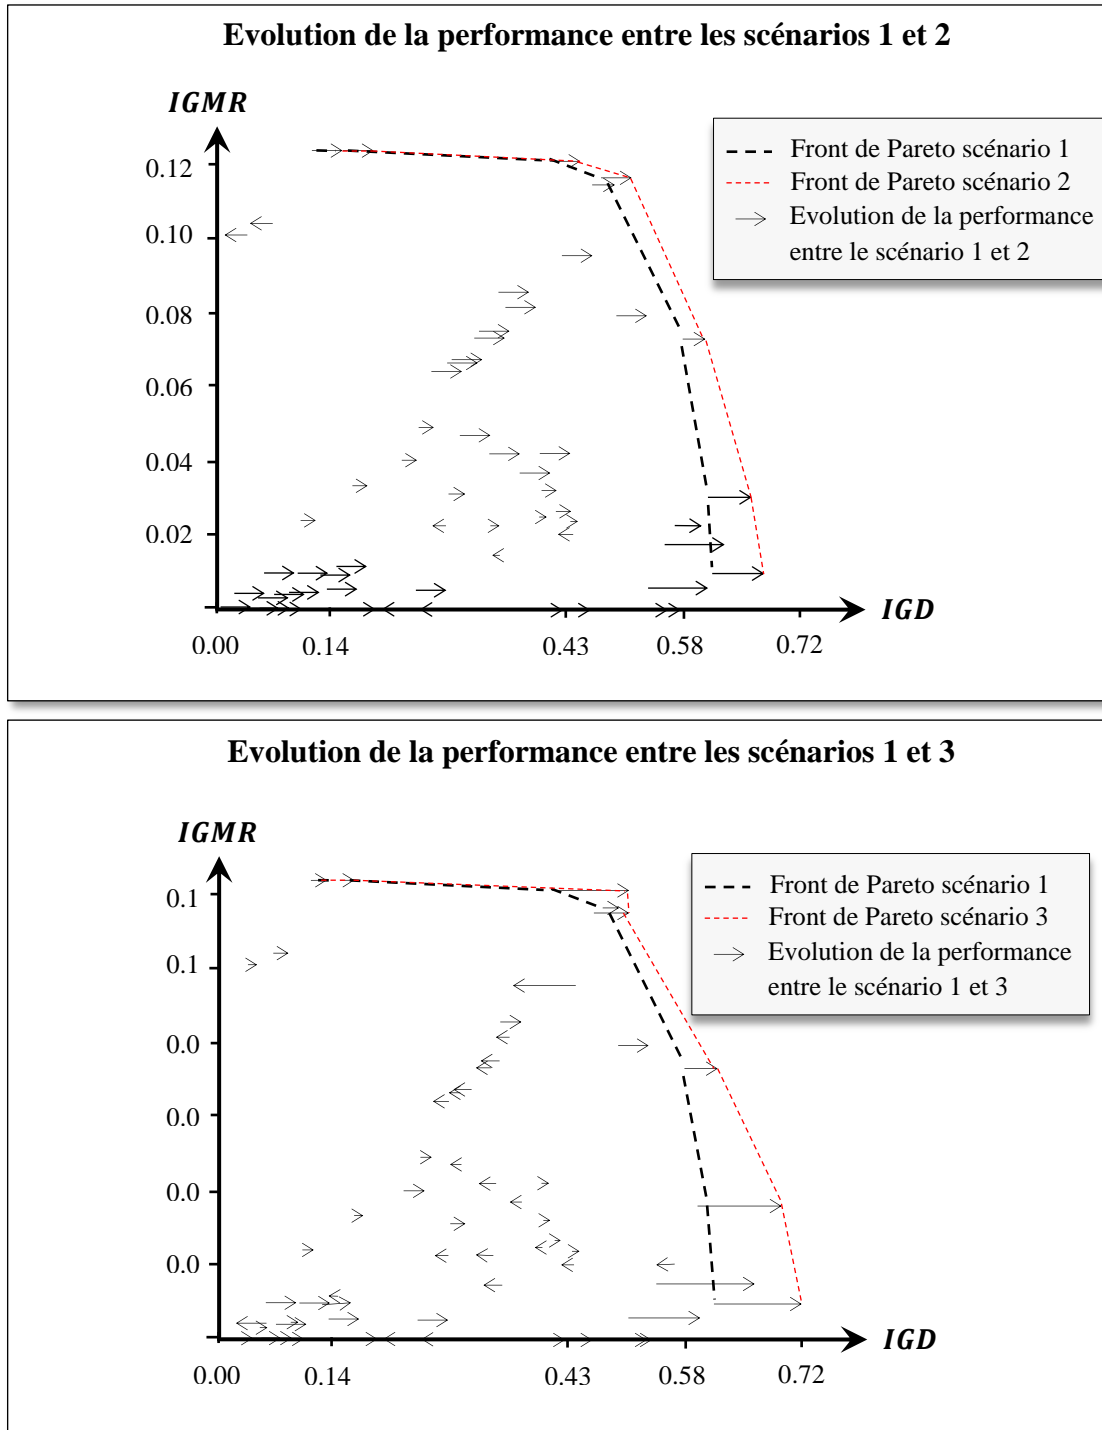 Evolution de la performance entre les scénarios 1 et 2
IGMR
0.12
0.10
0.08
0.06
0.04
0.02
0.00
0.14
0.43
0.58
0.72
IGD
Front de Pareto scénario 1
Front de Pareto scénario 2
Evolution de la performance
entre le scénario 1 et 2
Evolution de la performance entre les scénarios 1 et 3
IGMR
0.1
0.1
0.0
0.0
0.0
0.0
0.00
0.14
0.43
0.58
0.72
IGD
Front de Pareto scénario 1
Front de Pareto scénario 3
Evolution de la performance
entre le scénario 1 et 3